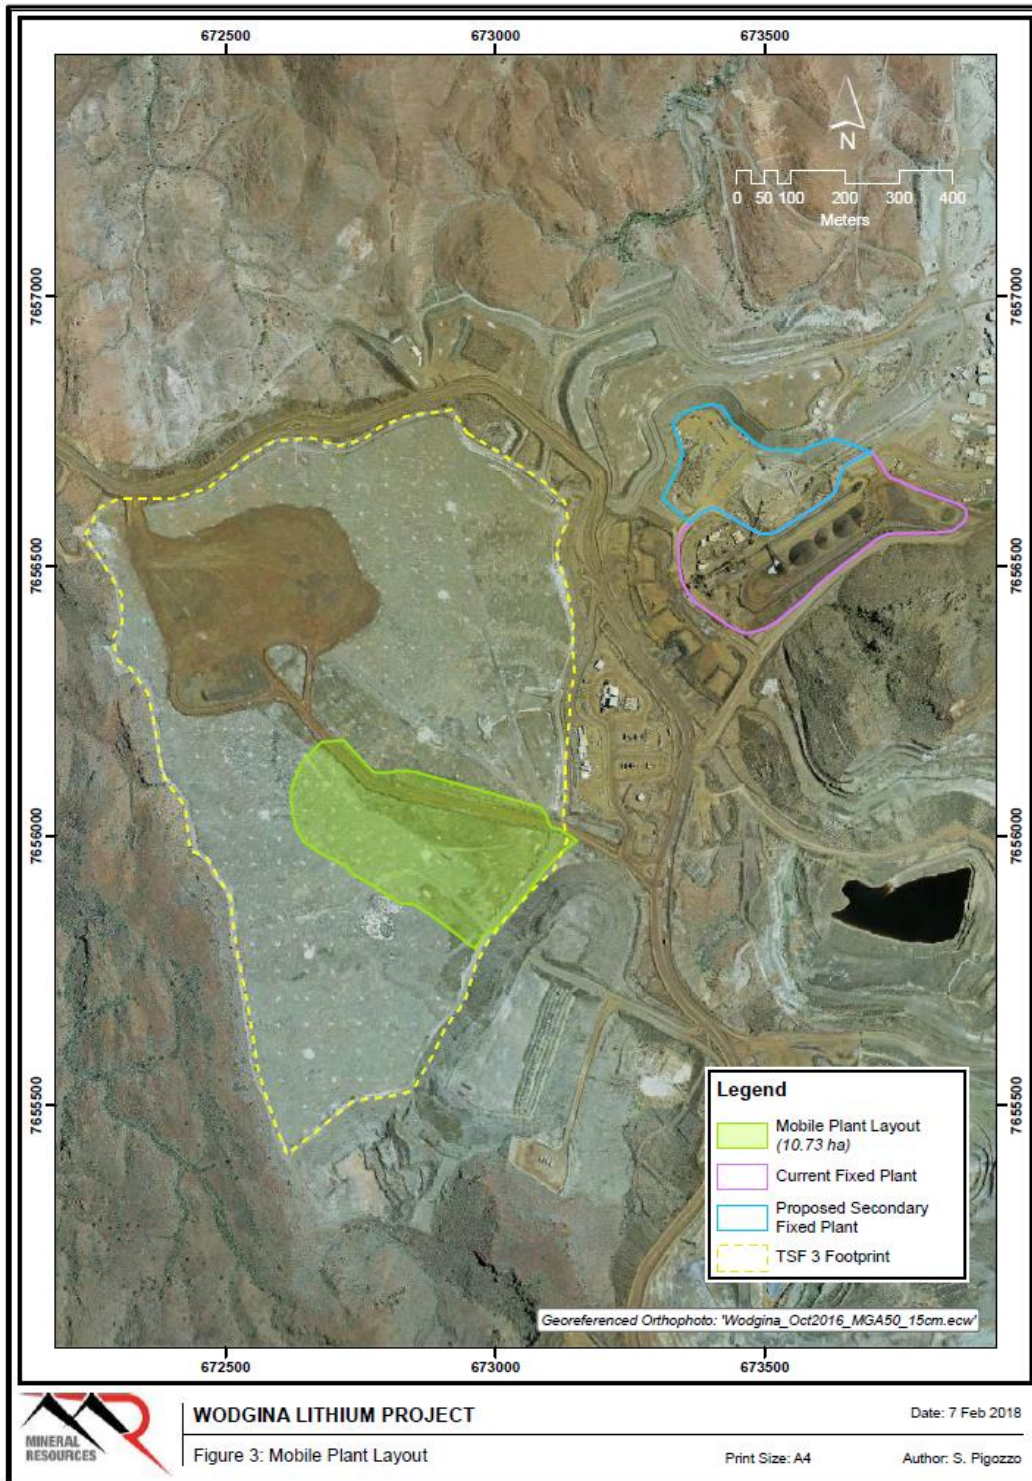 672500 673000 673500
N
0 50 100 200 300 400
Meters
7657000 7657000
7656500 7656500
7656000 7656000
7655500 7655500
Legend
Mobile Plant Layout
(10.73 ha)
Current Fixed Plant
Proposed Secondary
Fixed Plant
TSF 3 Footprint
Georeferenced Orthophoto: 'Wodgina_Oct2016_MGA50_15cm.ecw'
672500 673000 673500
MINERAL
RESOURCES
WODGINA LITHIUM PROJECT
Date: 7 Feb 2018
Figure 3: Mobile Plant Layout
Print Size: A4
Author: S. Pigozzo